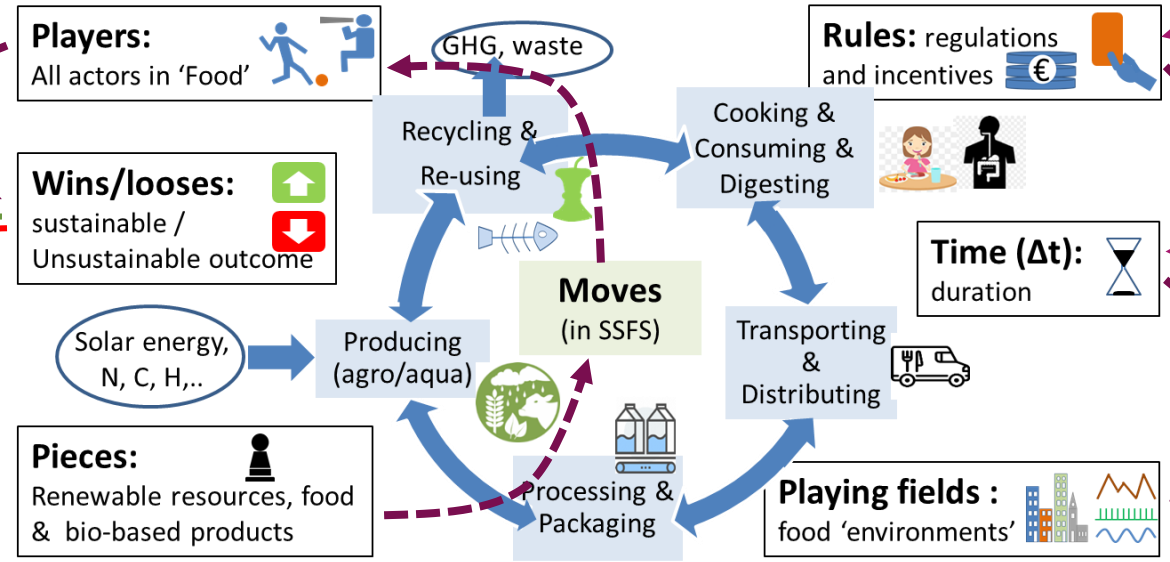 Players:
All actors in ‘Food’
GHG, waste
Rules: regulations
and incentives
€
Recycling &
Re-using
Cooking &
Consuming &
Digesting
Wins/looses:
sustainable /
Unsustainable outcome
Moves
(in SSFS)
Time (Δt):
duration
Solar energy,
N, C, H,..
Producing
(agro/aqua)
Transporting
&
Distributing
Pieces:
Renewable resources, food
& bio-based products
Processing &
Packaging
Playing fields :
food ‘environments’